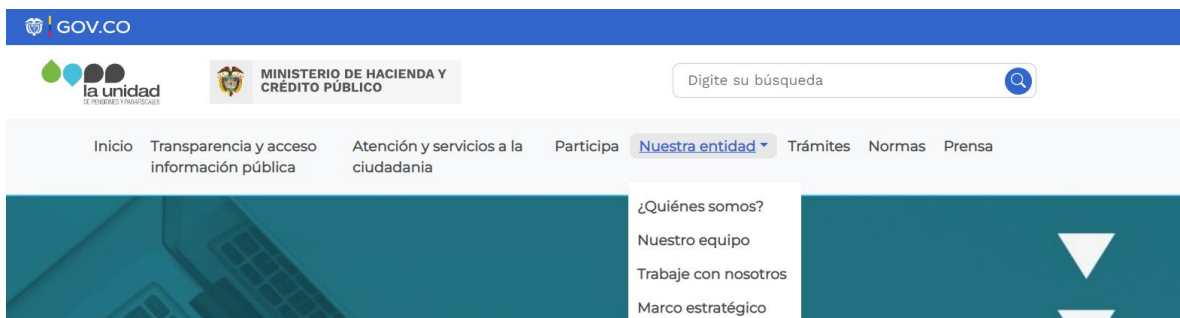 GOV.CO
la unidad
DE PENSIONES Y PARAFISCALES
MINISTERIO DE HACIENDA Y
CRÉDITO PÚBLICO
Digite su búsqueda
Inicio
Transparencia y acceso
información pública
Atención y servicios a la
ciudadania
Participa
Nuestra entidad
Trámites
Normas
Prensa
¿Quiénes somos?
Nuestro equipo
Trabaje con nosotros
Marco estratégico